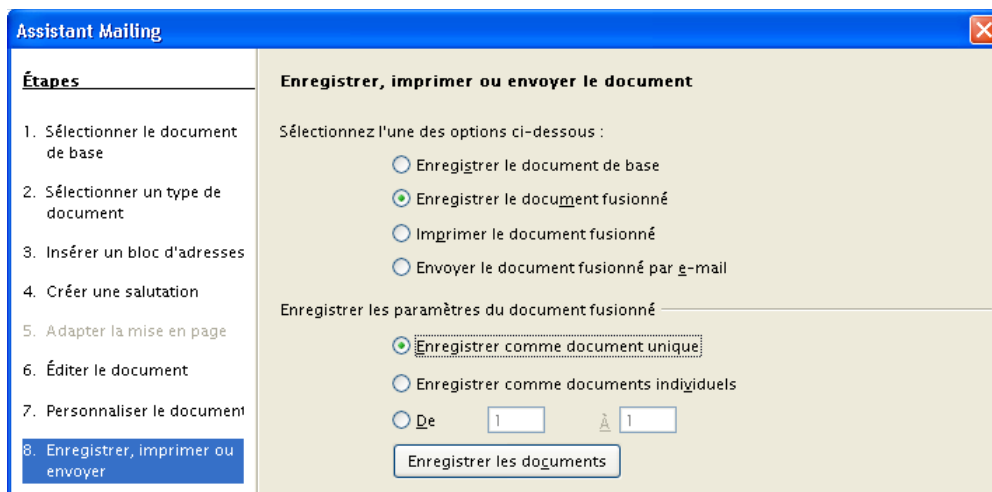 Assistant Mailing
Étapes
1. Sélectionner le document
de base
2. Sélectionner un type de
document
3. Insérer un bloc d'adresses
4. Créer une salutation
5. Adapter la mise en page
6. Éditer le document
7. Personnaliser le document
8. Enregistrer, imprimer ou
envoyer
Enregistrer, imprimer ou envoyer le document
Sélectionnez l'une des options ci-dessous :
Enregistrer le document de base
Enregistrer le document fusionné
Imprimer le document fusionné
Envoyer le document fusionné par e-mail
Enregistrer les paramètres du document fusionné
Enregistrer comme document unique
Enregistrer comme documents individuels
De 1 À 1
Enregistrer les documents